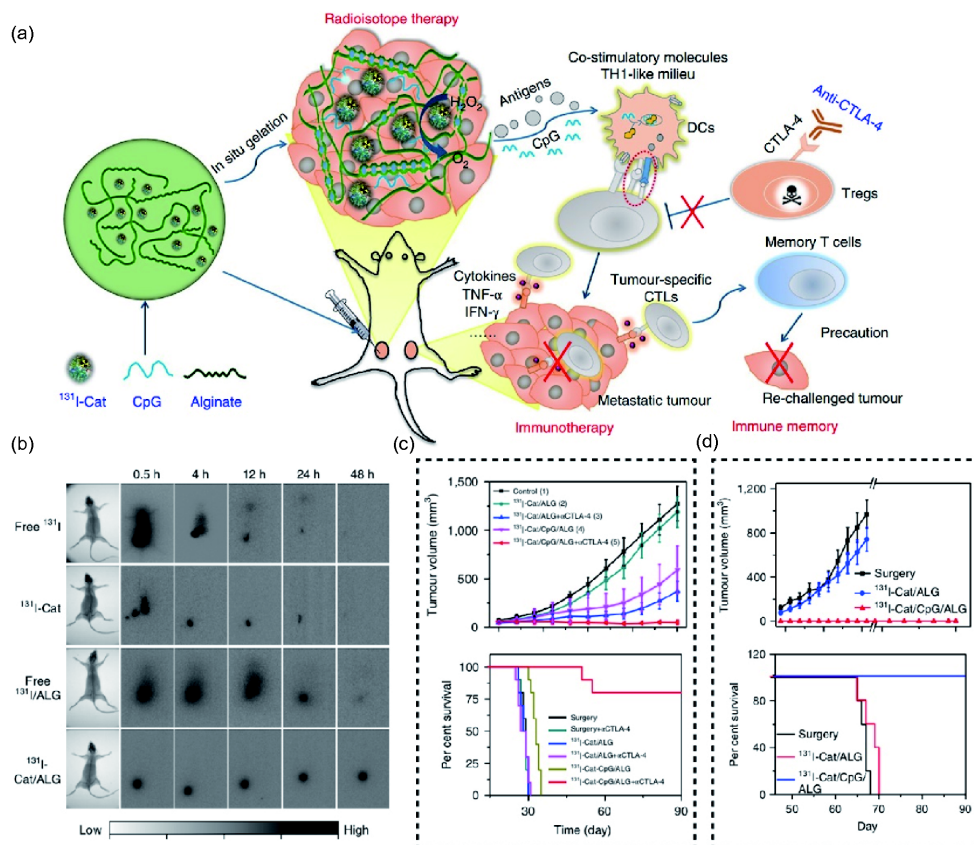 (a)
Radioisotope therapy
In situ gelation
H₂O₂
O₂
Antigens
CpG
Co-stimulatory molecules
TH1-like milieu
DCs
CTLA-4
Anti-CTLA-4
Tregs
Cytokines
TNF-α
IFN-γ
Tumour-specific
CTLs
Memory T cells
Precaution
Metastatic tumour
Re-challenged tumour
Immunotherapy
Immune memory
¹³¹I-Cat
CpG
Alginate
(b)
0.5 h
4 h
12 h
24 h
48 h
Free ¹³¹I
¹³¹I-Cat
Free
¹³¹I/ALG
¹³¹I-
Cat/ALG
Low
High
(c)
Tumour volume (mm³)
1,500
1,000
500
0
Control (1)
¹³¹I-Cat/ALG (2)
¹³¹I-Cat/ALG+αCTLA-4 (3)
¹³¹I-Cat/CpG/ALG (4)
¹³¹I-Cat/CpG/ALG+αCTLA-4 (5)
Per cent survival
100
75
50
25
0
Surgery
Surgery+αCTLA-4
¹³¹I-Cat/ALG
¹³¹I-Cat/ALG+αCTLA-4
¹³¹I-Cat-CpG/ALG
¹³¹I-Cat/CpG/ALG+αCTLA-4
30
60
90
Time (day)
(d)
Tumour volume (mm³)
1,200
800
400
0
Surgery
¹³¹I-Cat/ALG
¹³¹I-Cat/CpG/ALG
Per cent survival
120
80
40
0
Surgery
¹³¹I-Cat/ALG
¹³¹I-Cat/CpG/
ALG
50
60
70
80
90
Day